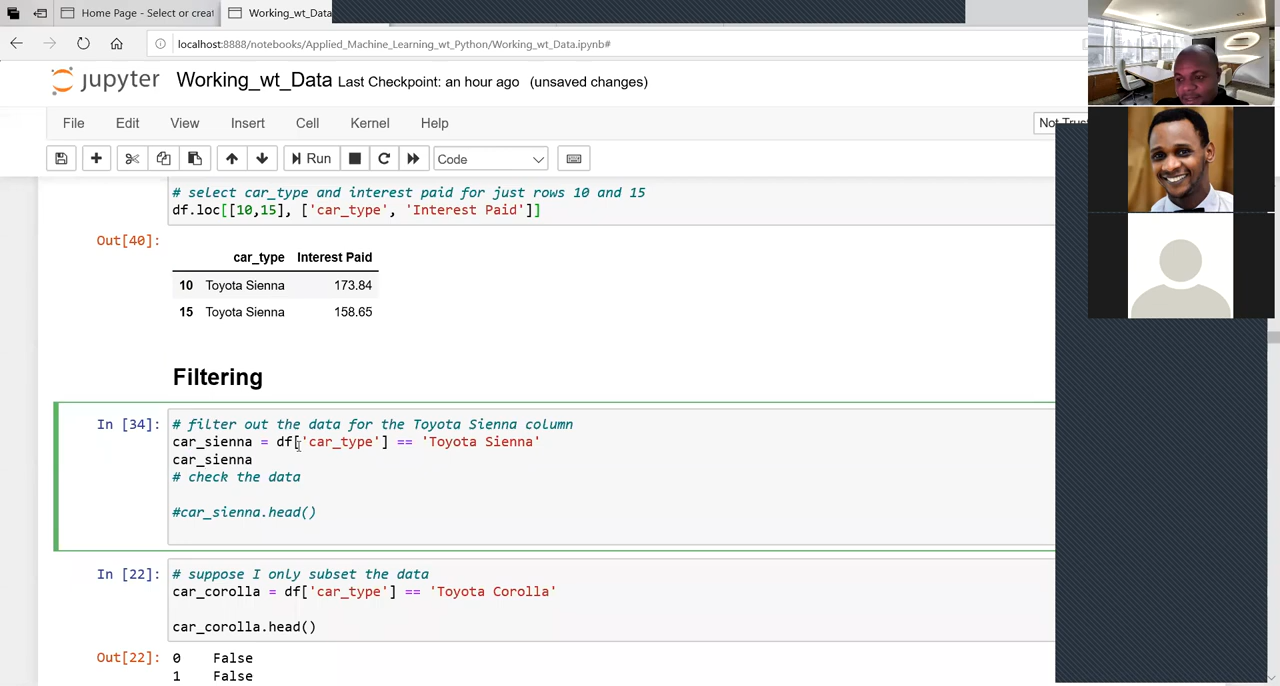 Home Page - Select or creat
Working_wt_Data
localhost:8888/notebooks/Applied_Machine_Learning_wt_Python/Working_wt_Data.ipynb#
jupyter Working_wt_Data Last Checkpoint: an hour ago (unsaved changes)
File Edit View Insert Cell Kernel Help Not Trus
Run Code
# select car_type and interest paid for just rows 10 and 15
df.loc[[10,15], ['car_type', 'Interest Paid']]
Out[40]:
car_type Interest Paid
10 Toyota Sienna 173.84
15 Toyota Sienna 158.65
Filtering
In [34]: # filter out the data for the Toyota Sienna column
car_sienna = df['car_type'] == 'Toyota Sienna'
car_sienna
# check the data
#car_sienna.head()
In [22]: # suppose I only subset the data
car_corolla = df['car_type'] == 'Toyota Corolla'
car_corolla.head()
Out[22]: 0 False
1 False